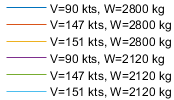 V=90 kts, W=2800 kg
V=147 kts, W=2800 kg
V=151 kts, W=2800 kg
V=90 kts, W=2120 kg
V=147 kts, W=2120 kg
V=151 kts, W=2120 kg